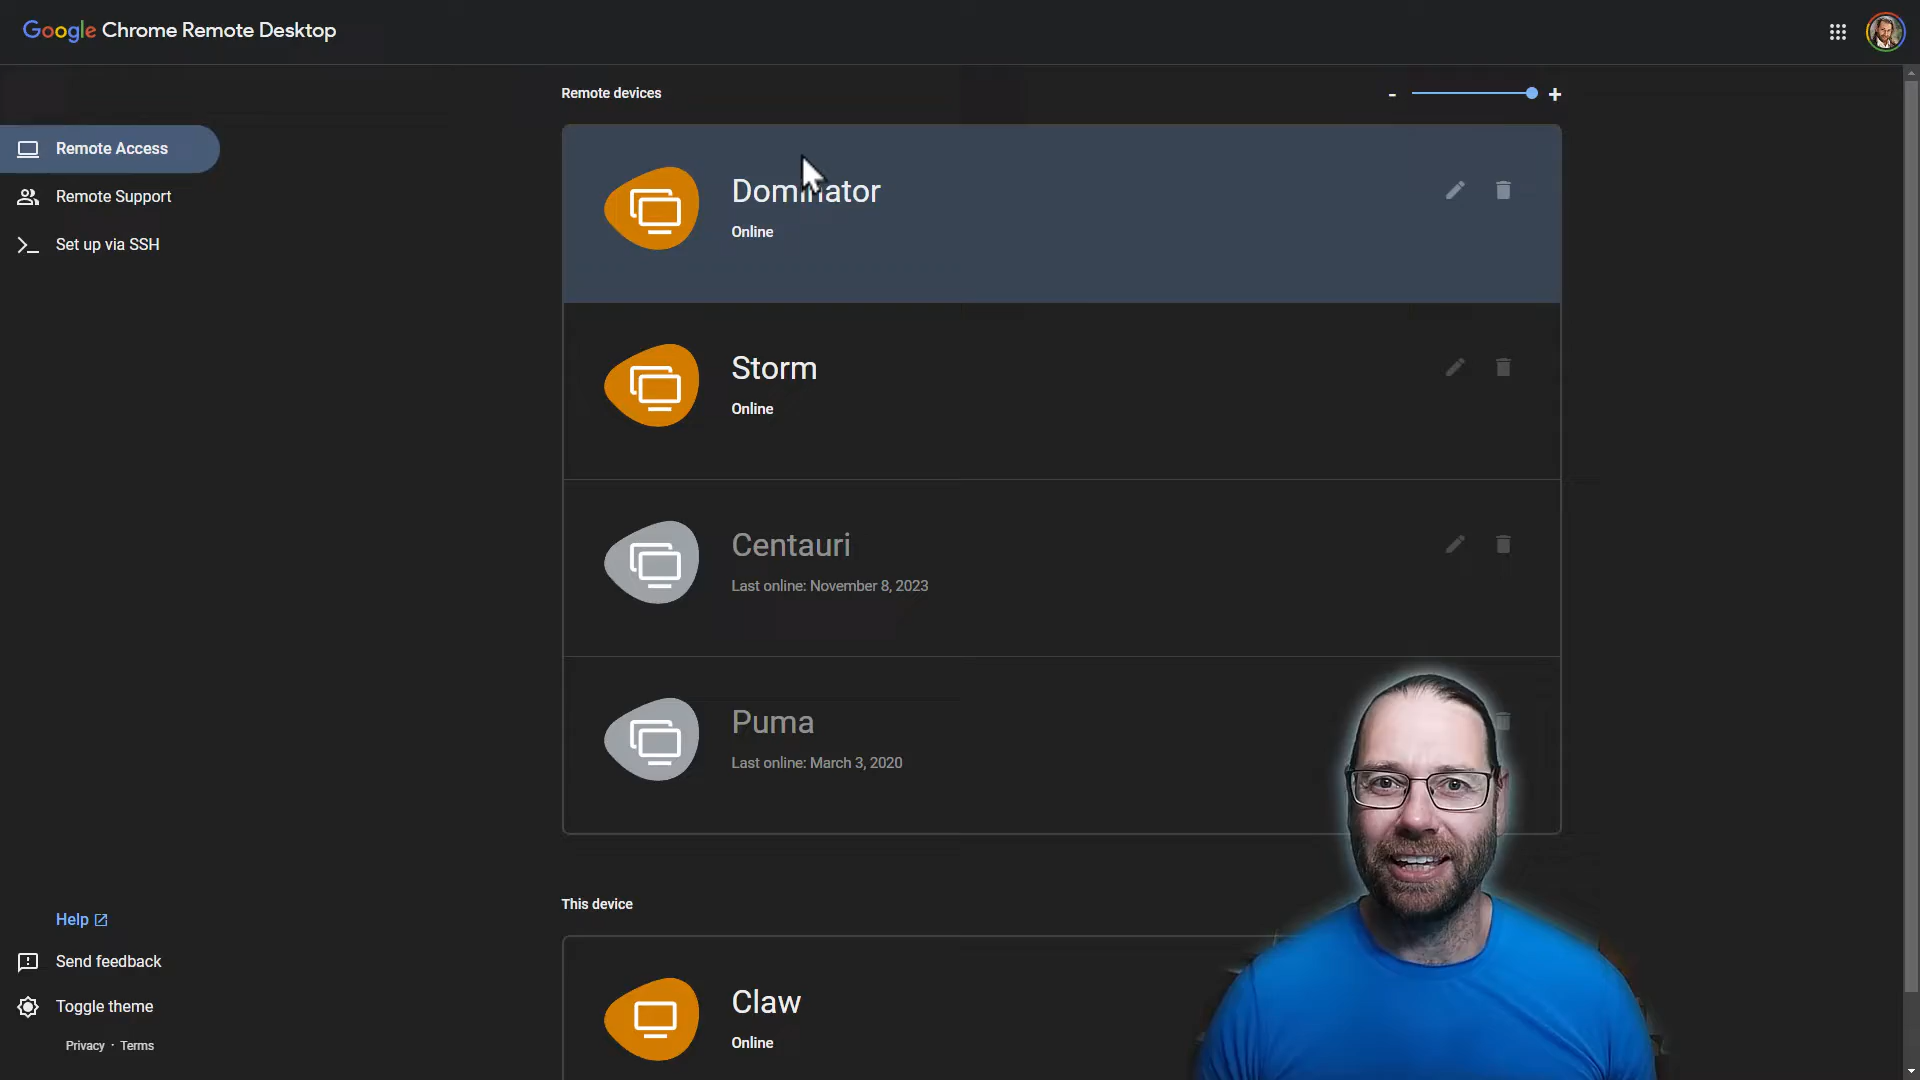 Google Chrome Remote Desktop
Remote devices
- +
Remote Access
Remote Support
Set up via SSH
Dominator
Online
Storm
Online
Centauri
Last online: November 8, 2023
Puma
Last online: March 3, 2020
This device
Claw
Online
Help
Send feedback
Toggle theme
Privacy · Terms